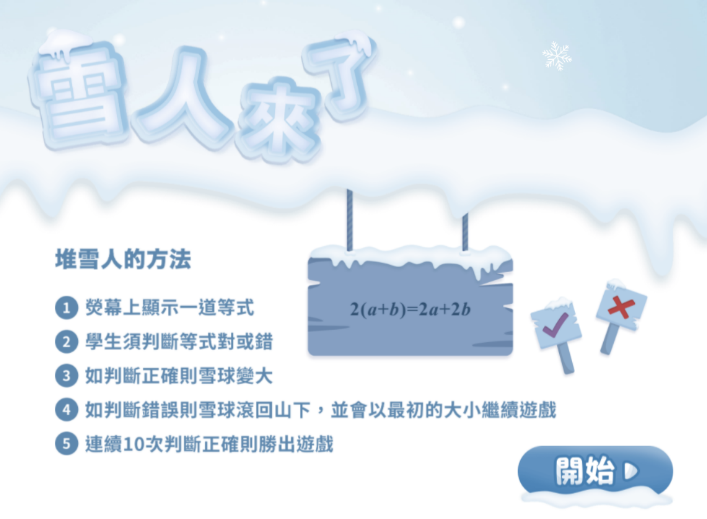 雪人來了
堆雪人的方法
2(a+b)=2a+2b
1 熒幕上顯示一道等式
2 學生須判斷等式對或錯
3 如判斷正確則雪球變大
4 如判斷錯誤則雪球滾回山下，並會以最初的大小繼續遊戲
5 連續10次判斷正確則勝出遊戲
開始